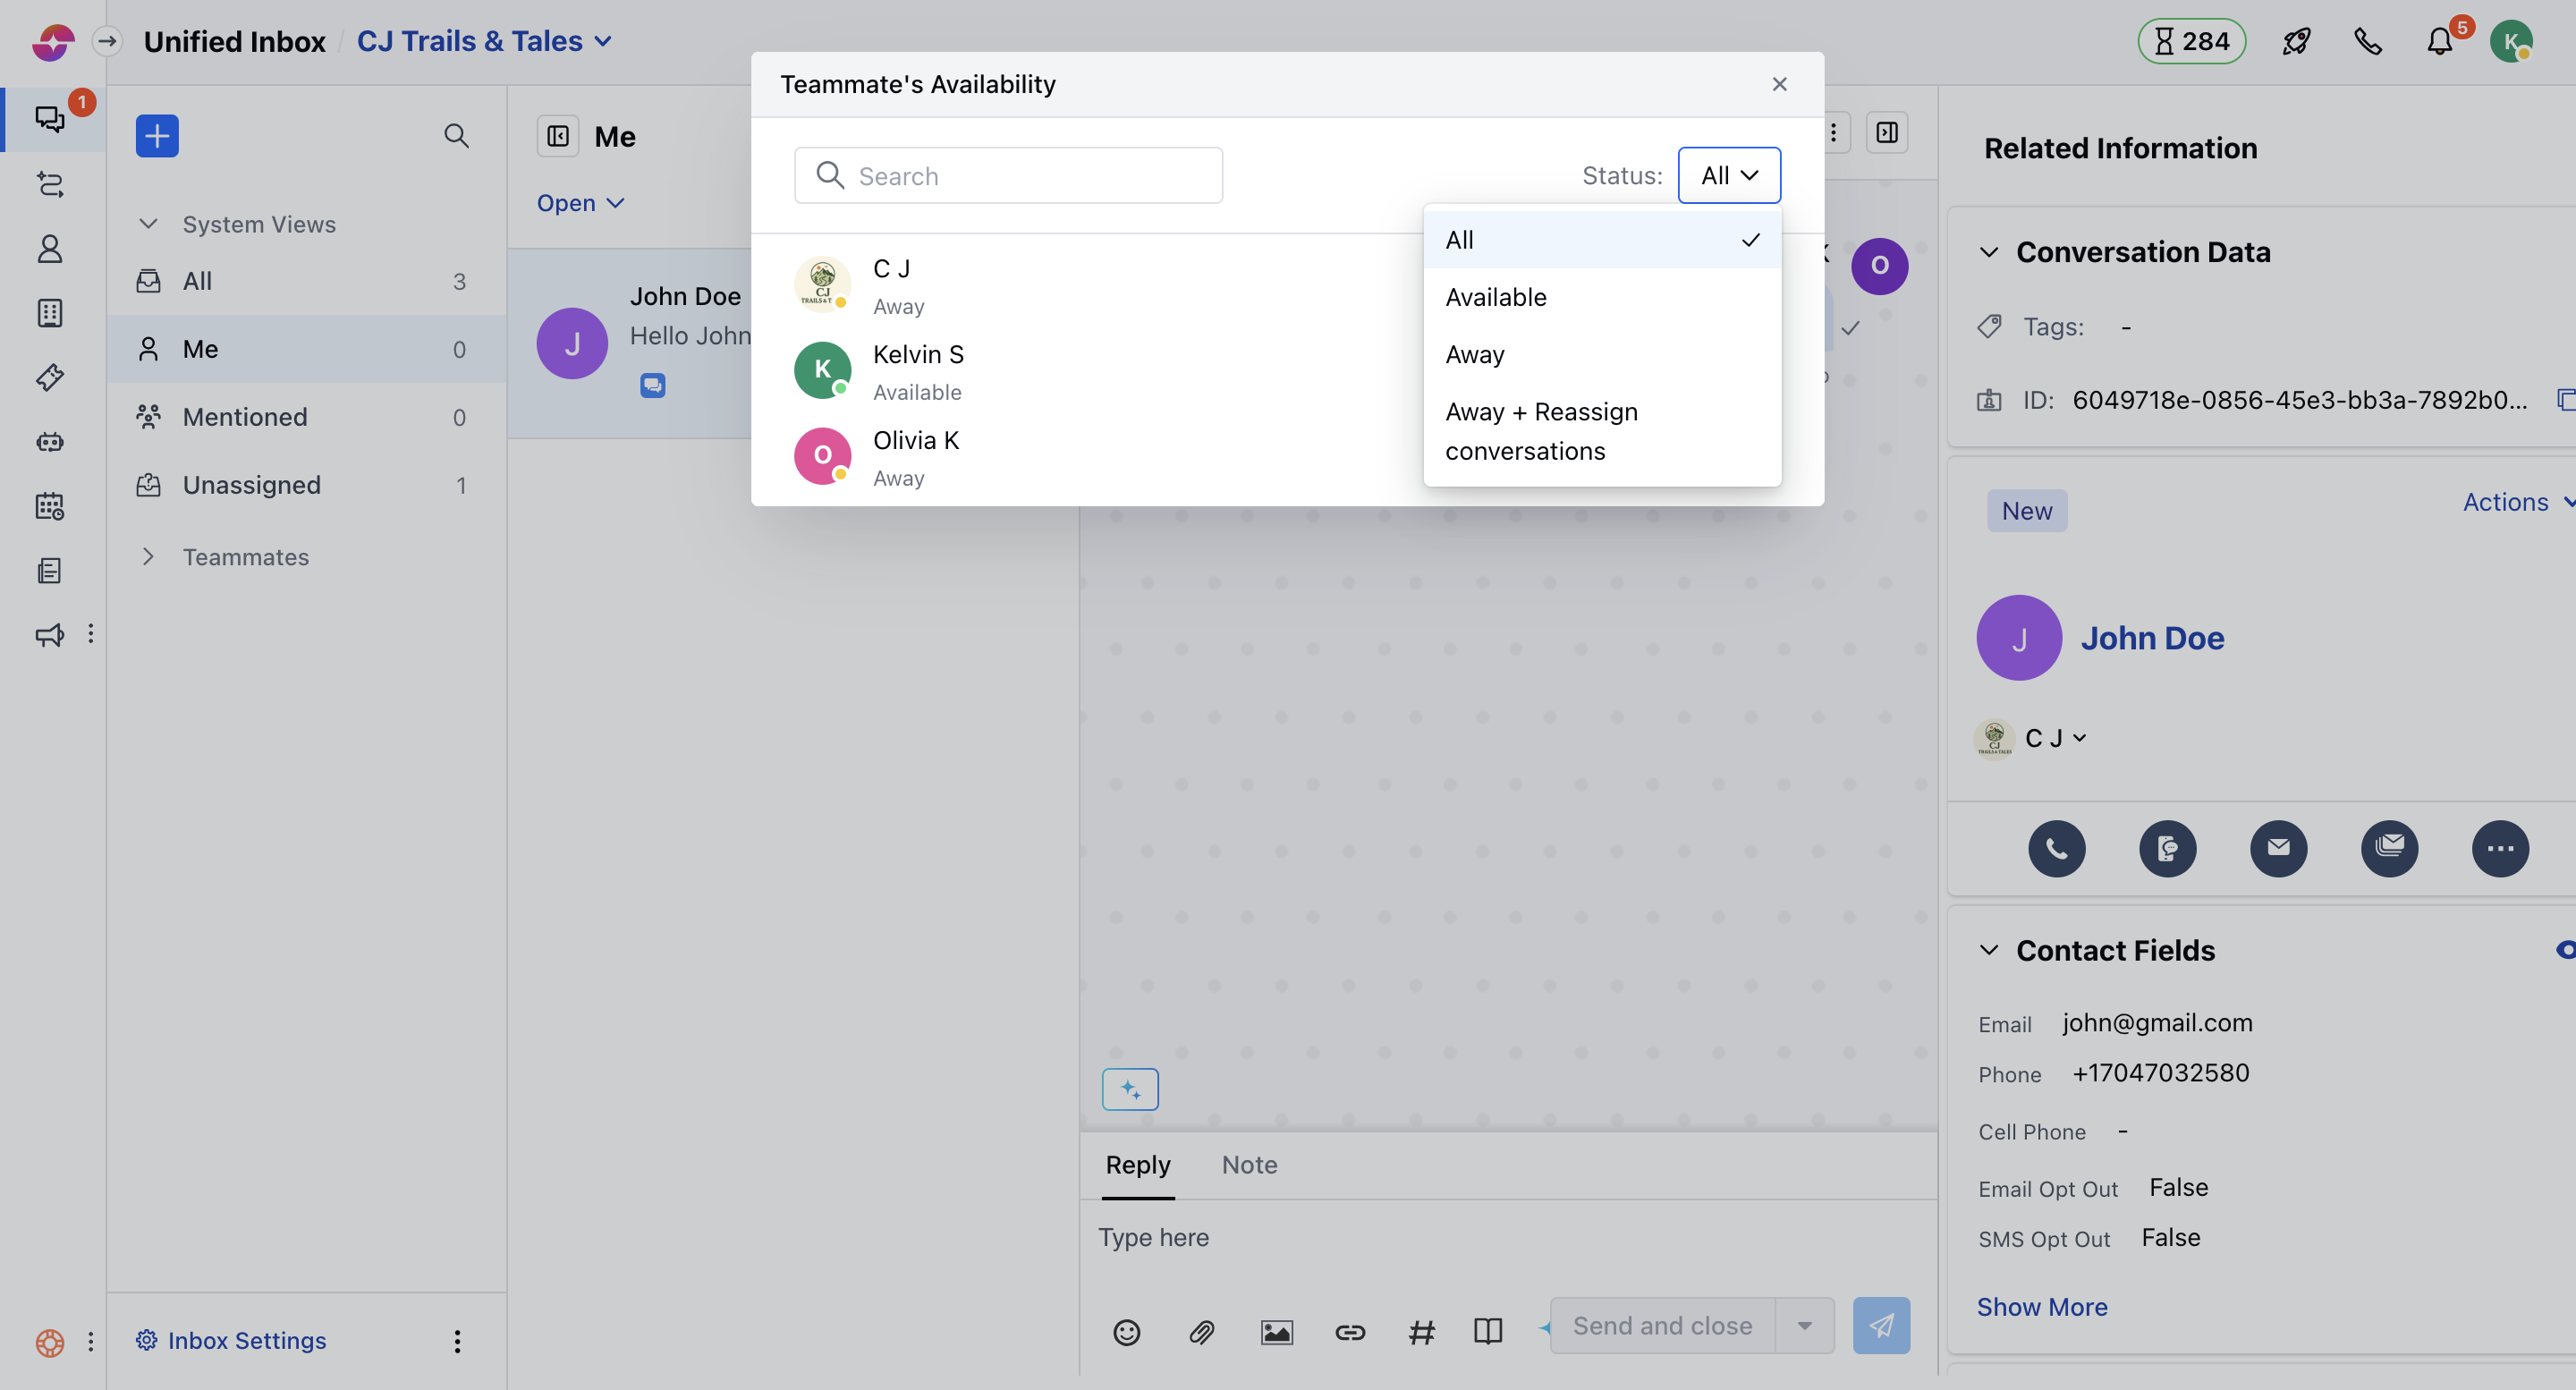 Unified Inbox / CJ Trails & Tales
284
5
K
1
Teammate's Availability
Search
Status:
All
All
Available
Away
Away + Reassign
conversations
C J
Away
K
Kelvin S
Available
O
Olivia K
Away
System Views
All 3
Me 0
Mentioned 0
Unassigned 1
Teammates
Inbox Settings
Me
Open
J
John Doe
Hello John
O
Reply
Note
Type here
Send and close
Related Information
Conversation Data
Tags: -
ID: 6049718e-0856-45e3-bb3a-7892b0...
New
Actions
J
John Doe
CJ
TRAILS & TALES
C J
Contact Fields
Email john@gmail.com
Phone +17047032580
Cell Phone -
Email Opt Out False
SMS Opt Out False
Show More